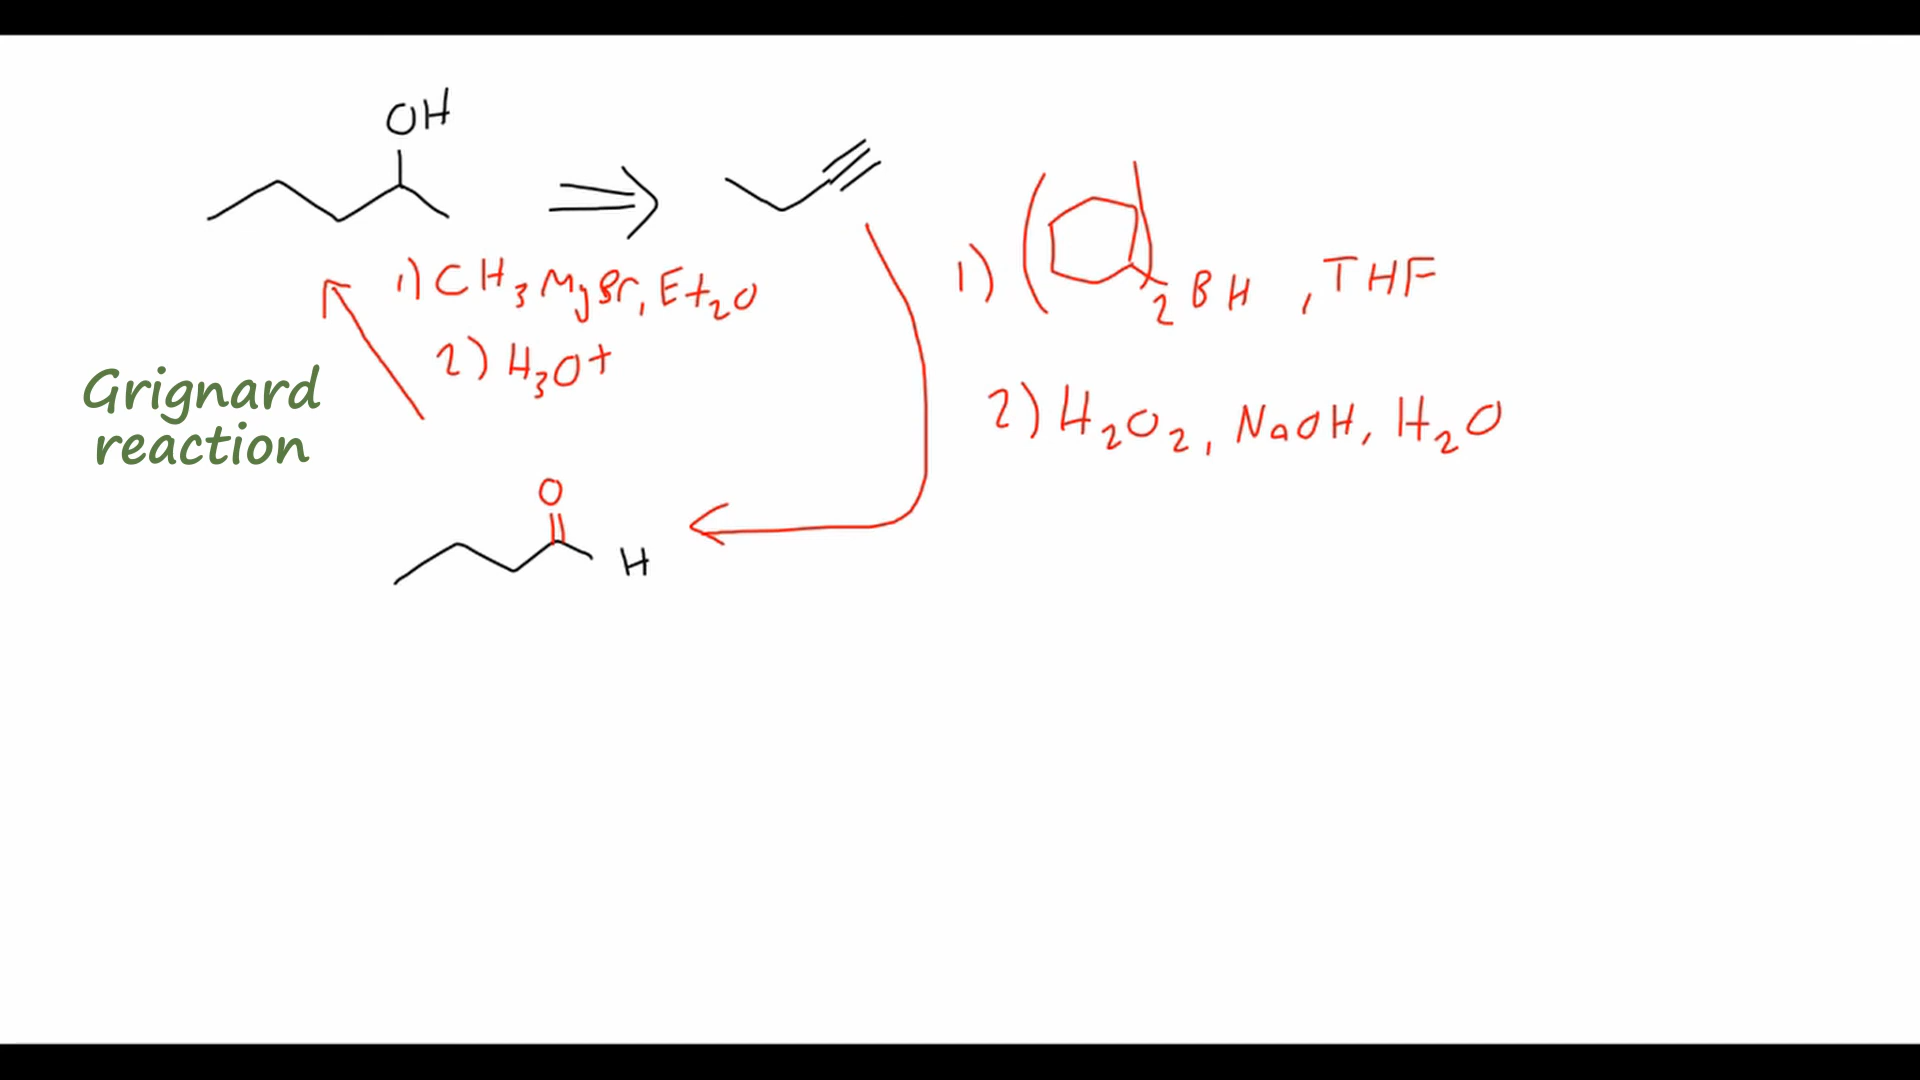 OH
1) CH3MgBr, Et2O
2) H3O+
1) ( )2BH, THF
2) H2O2, NaOH, H2O
Grignard
reaction
O
H